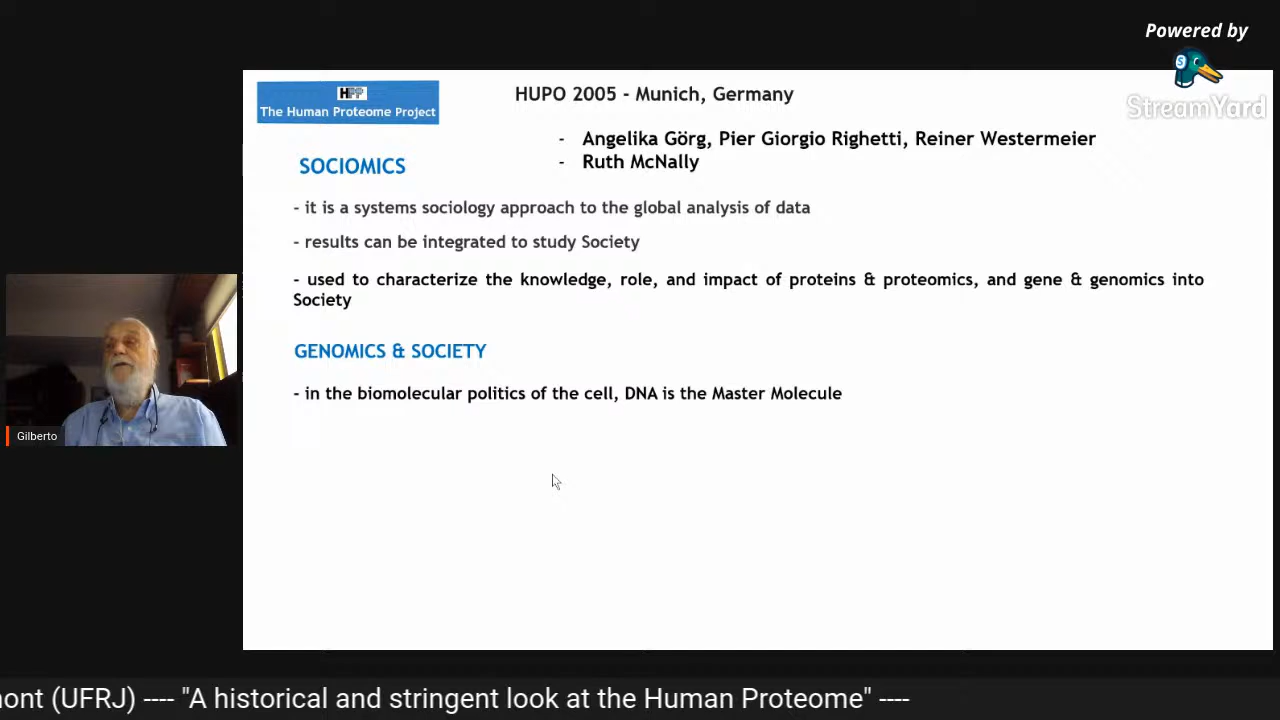 Powered by
StreamYard
HPP
The Human Proteome Project
HUPO 2005 - Munich, Germany
- Angelika Görg, Pier Giorgio Righetti, Reiner Westermeier
- Ruth McNally
SOCIOMICS
- it is a systems sociology approach to the global analysis of data
- results can be integrated to study Society
- used to characterize the knowledge, role, and impact of proteins & proteomics, and gene & genomics into
Society
GENOMICS & SOCIETY
- in the biomolecular politics of the cell, DNA is the Master Molecule
Gilberto
nont (UFRJ) ---- "A historical and stringent look at the Human Proteome" ----